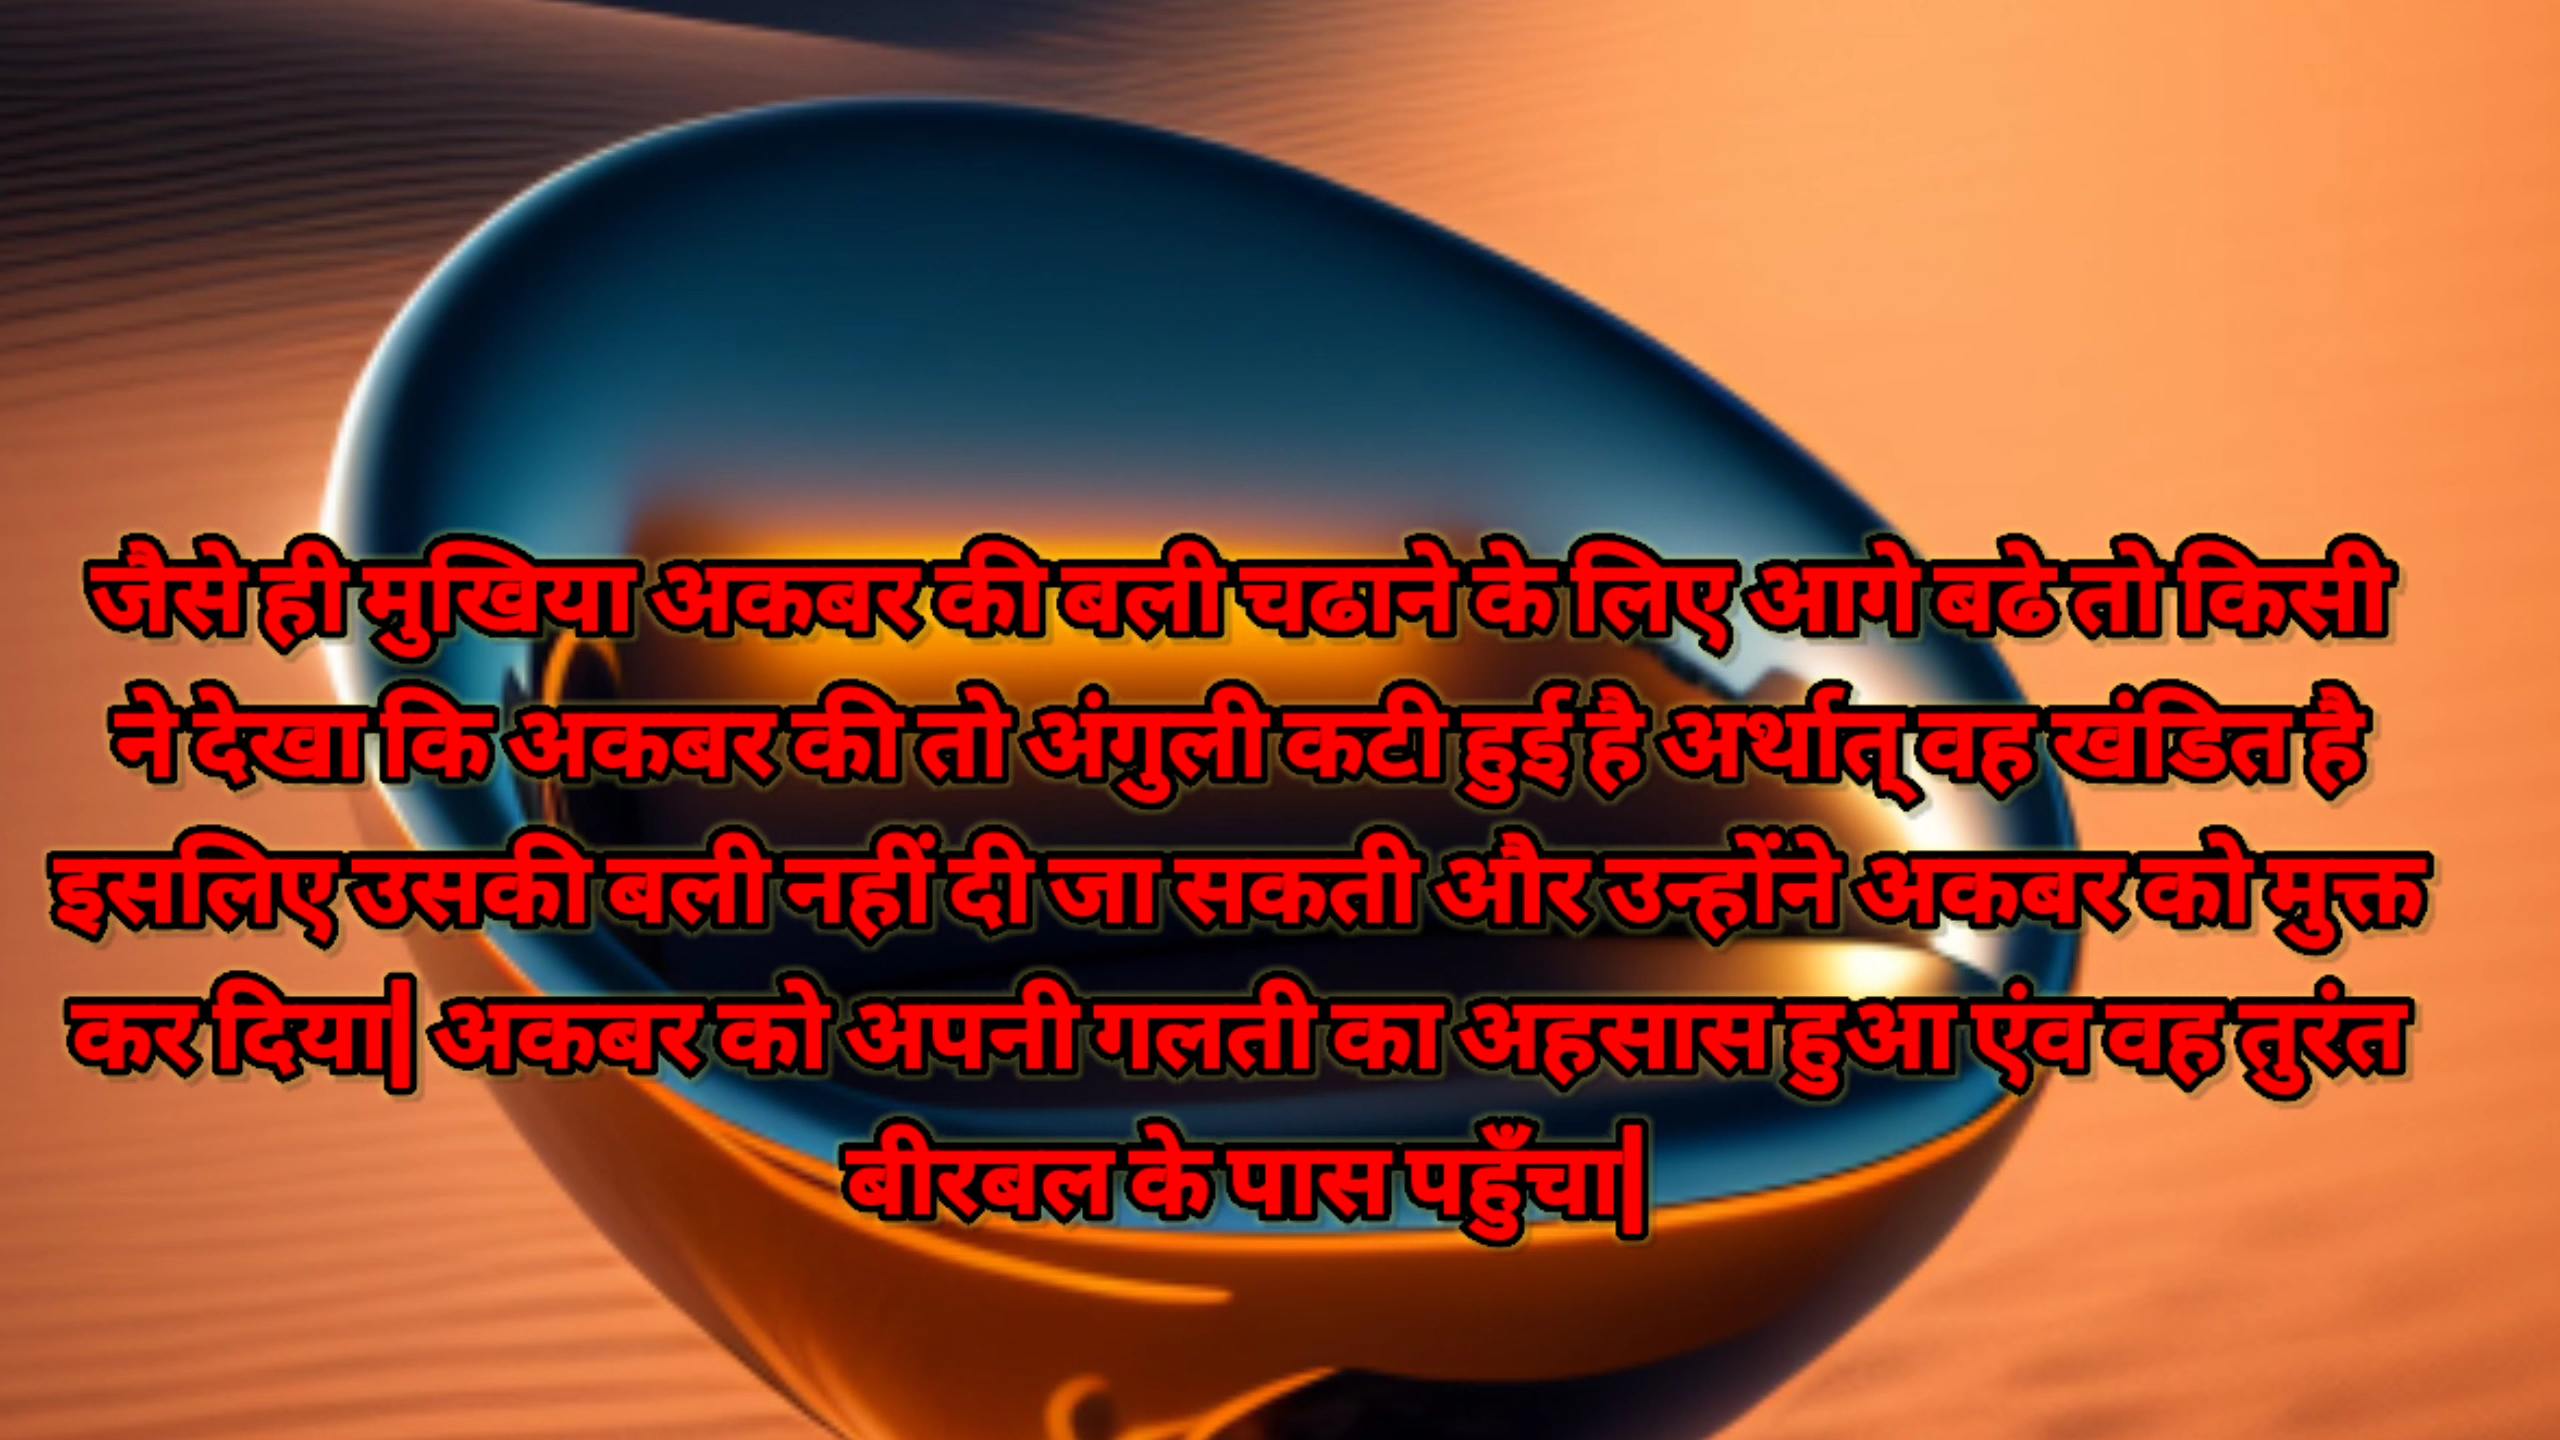 जैसे ही मुखिया अकबर की बली चढाने के लिए आगे बढे तो किसी
ने देखा कि अकबर की तो अंगुली कटी हुई है अर्थात् वह खंडित है
इसलिए उसकी बली नहीं दी जा सकती और उन्होंने अकबर को मुक्त
कर दिया| अकबर को अपनी गलती का अहसास हुआ एंव वह तुरंत
बीरबल के पास पहुँचा|